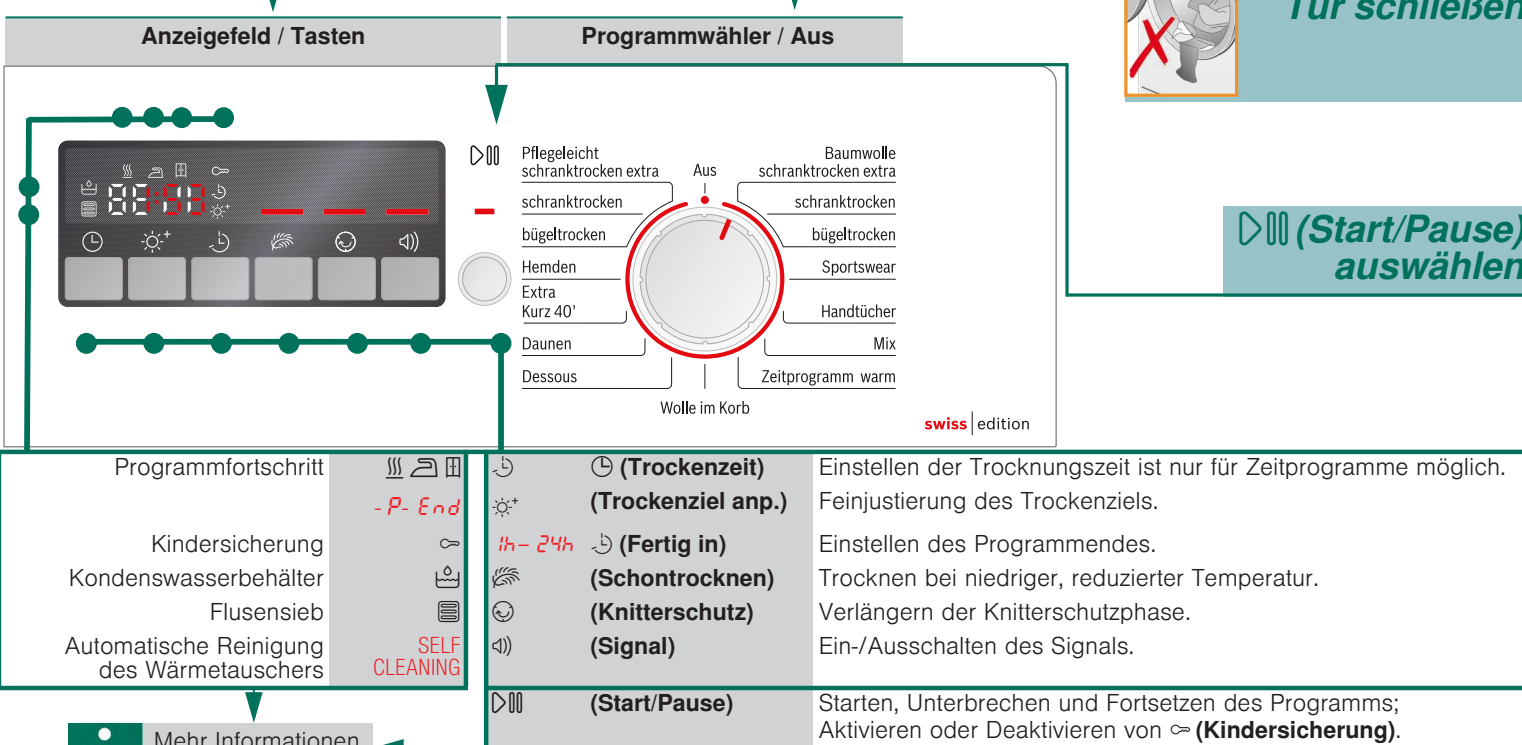 Tür schließen
Anzeigefeld / Tasten
Programmwähler / Aus
Pflegeleicht
schranktrocken extra
schranktrocken
bügeltrocken
Hemden
Extra
Kurz 40'
Daunen
Dessous
Aus
Wolle im Korb
Baumwolle
schranktrocken extra
schranktrocken
bügeltrocken
Sportswear
Handtücher
Mix
Zeitprogramm warm
swiss edition
(Start/Pause)
auswählen
Programmfortschritt
-P- End
Kindersicherung
Kondenswasserbehälter
Flusensieb
Automatische Reinigung SELF
des Wärmetauschers CLEANING
(Trockenzeit) Einstellen der Trocknungszeit ist nur für Zeitprogramme möglich.
(Trockenziel anp.) Feinjustierung des Trockenziels.
1h – 24h (Fertig in) Einstellen des Programmendes.
(Schontrocknen) Trocknen bei niedriger, reduzierter Temperatur.
(Knitterschutz) Verlängern der Knitterschutzphase.
(Signal) Ein-/Ausschalten des Signals.
(Start/Pause) Starten, Unterbrechen und Fortsetzen des Programms;
Aktivieren oder Deaktivieren von (Kindersicherung).
Mehr Informationen